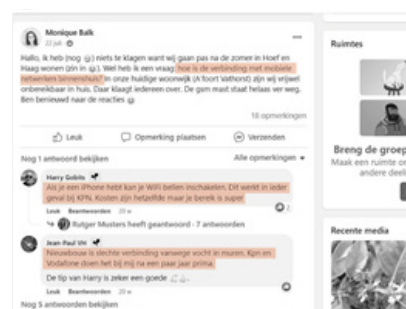 Monique Balk
22 juli
Hallo, ik heb (nog) niets te klagen want wij gaan pas na de zomer in Hoef en
Haag wonen (zin in). Wel heb ik een vraag: hoe is de verbinding met mobiele
netwerken binnenshuis? In onze huidige woonwijk (A'foort Vathorst) zijn wij vrijwel
onbereikbaar in huis. Daar klaagt iedereen over. De gsm mast staat helaas ver weg.
Ben benieuwd naar de reacties
18 opmerkingen
Leuk Opmerking plaatsen Verzenden
Nog 1 antwoord bekijken Alle opmerkingen
Harry Gobits
Als je een iPhone hebt kan je WiFi bellen inschakelen. Dit werkt in ieder
geval bij KPN. Kosten zijn hetzelfde maar je bereik is super
2
Leuk Beantwoorden 20 w
Rutger Musters heeft geantwoord · 7 antwoorden
Jean Paul
Nieuwbouw is slechte verbinding vanwege vocht in muren. Kpn en
Vodafone doen het bij mij na een paar jaar prima.
De tip van Harry is zeker een goede
Leuk Beantwoorden 20 w
Nog 5 antwoorden bekijken
Ruimtes
Breng de groep
Maak een ruimte
andere deel
Recente media